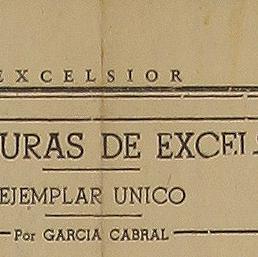 EXCELSIOR
URAS DE EXCEL
EJEMPLAR UNICO
Por GARCIA CABRAL